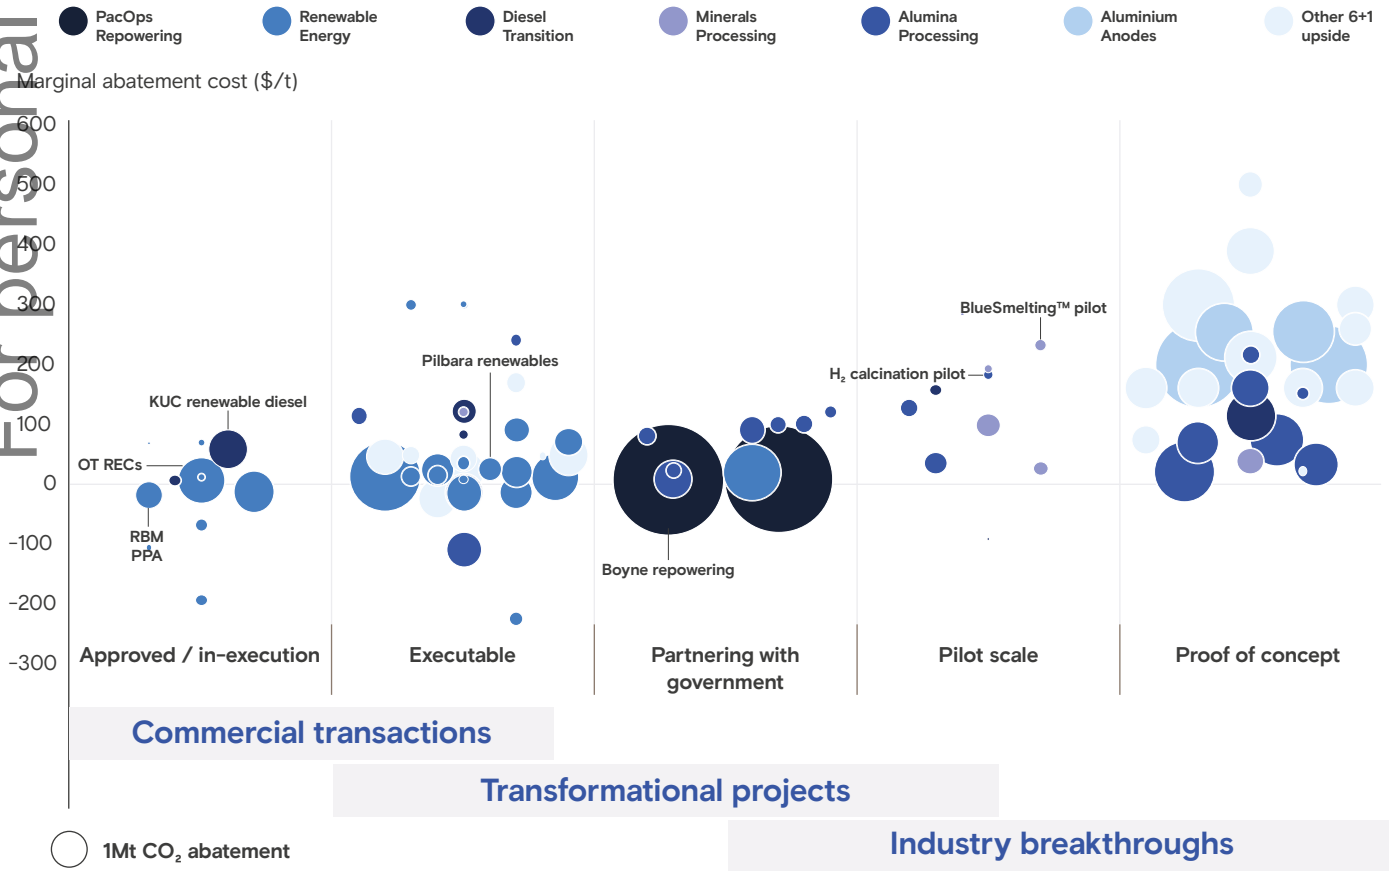 PacOps
Repowering
Renewable
Energy
Diesel
Transition
Minerals
Processing
Alumina
Processing
Aluminium
Anodes
Other 6+1
upside
For personal
Marginal abatement cost ($/t)
600
500
400
300
200
100
0
−100
−200
−300
KUC renewable diesel
OT RECs
RBM
PPA
Pilbara renewables
Boyne repowering
H₂ calcination pilot
BlueSmelting™ pilot
Approved / in-execution
Executable
Partnering with
government
Pilot scale
Proof of concept
Commercial transactions
Transformational projects
Industry breakthroughs
1Mt CO₂ abatement